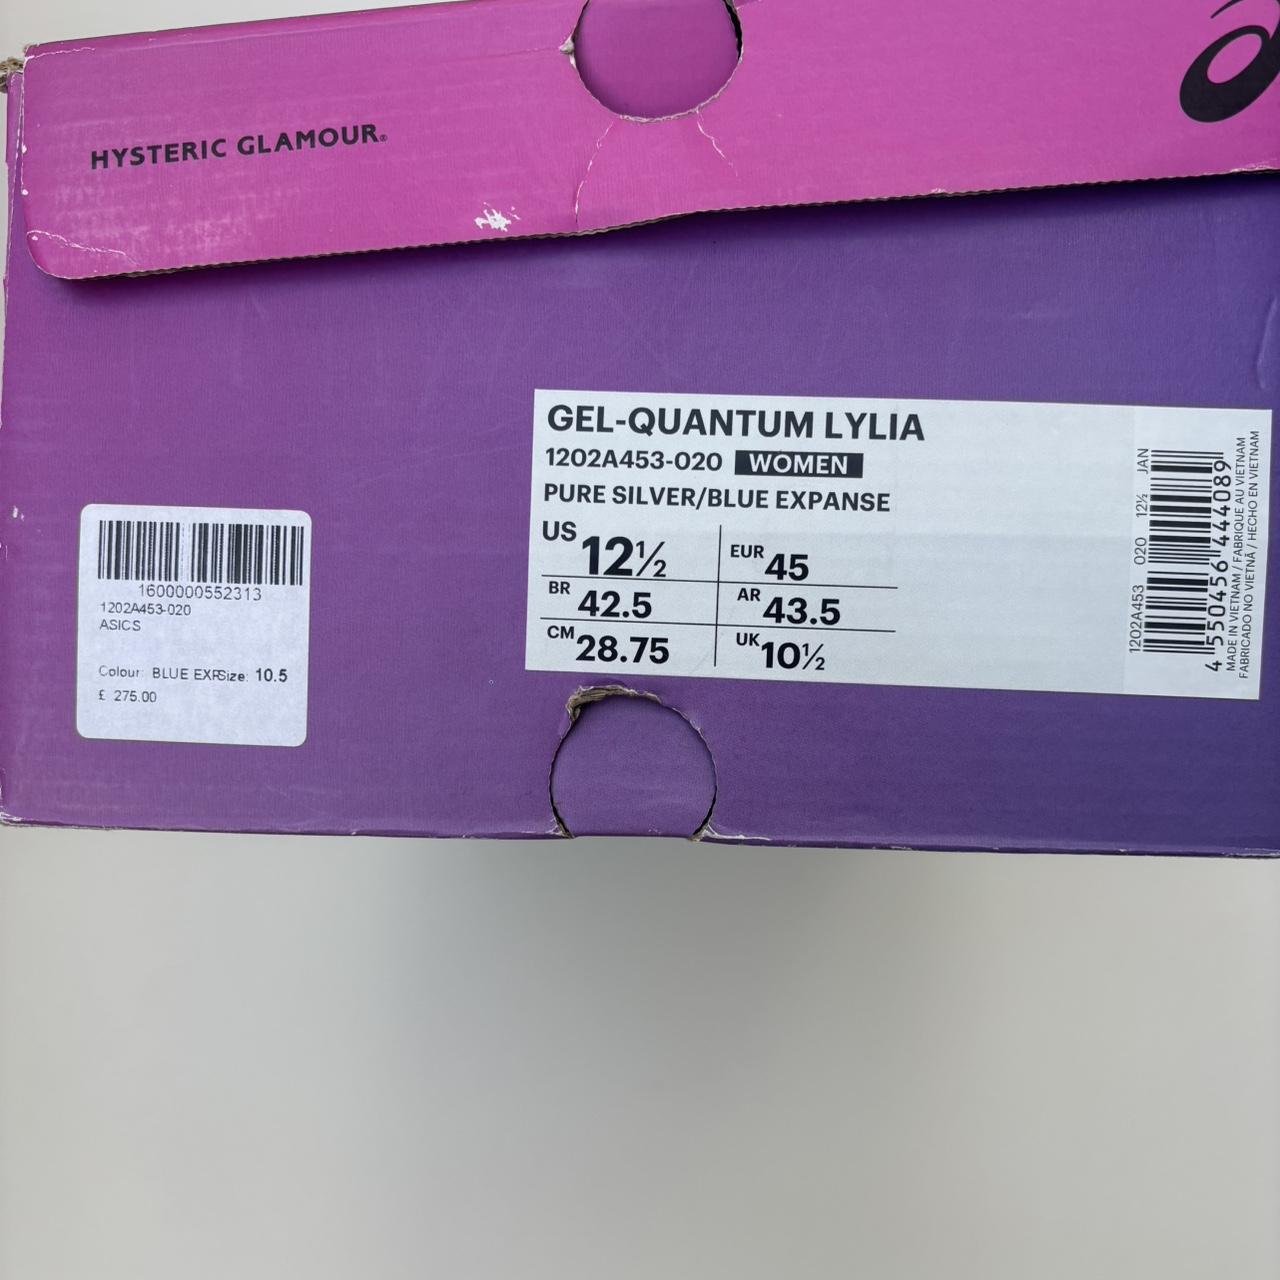 HYSTERIC GLAMOUR®
GEL-QUANTUM LYLIA
1202A453-020 WOMEN
PURE SILVER/BLUE EXPANSE
US 12½
EUR 45
BR 42.5
AR 43.5
CM 28.75
UK 10½
1202A453 020 12½ JAN
4 550456 444089
MADE IN VIETNAM / FABRIQUE AU VIETNAM
FABRICADO NO VIETNÃ / HECHO EN VIETNAM
1600000552313
1202A453-020
ASICS
Colour: BLUE EXP Size: 10.5
£ 275.00